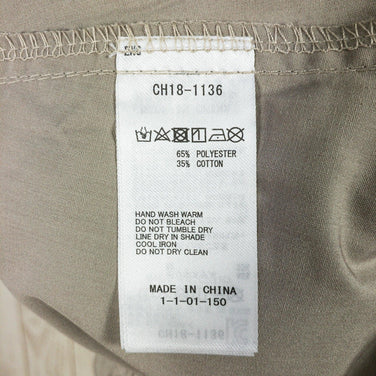 CH18-1136
65% POLYESTER
35% COTTON
HAND WASH WARM
DO NOT BLEACH
DO NOT TUMBLE DRY
LINE DRY IN SHADE
COOL IRON
DO NOT DRY CLEAN
MADE IN CHINA
1-1-01-150
CH18-1136